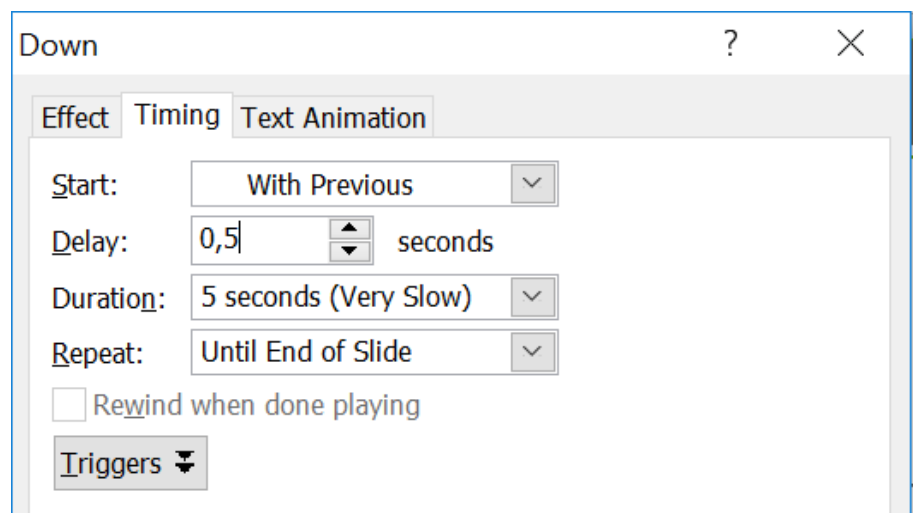 Down ?
Effect Timing Text Animation
Start: With Previous
Delay: 0,5 seconds
Duration: 5 seconds (Very Slow)
Repeat: Until End of Slide
Rewind when done playing
Triggers